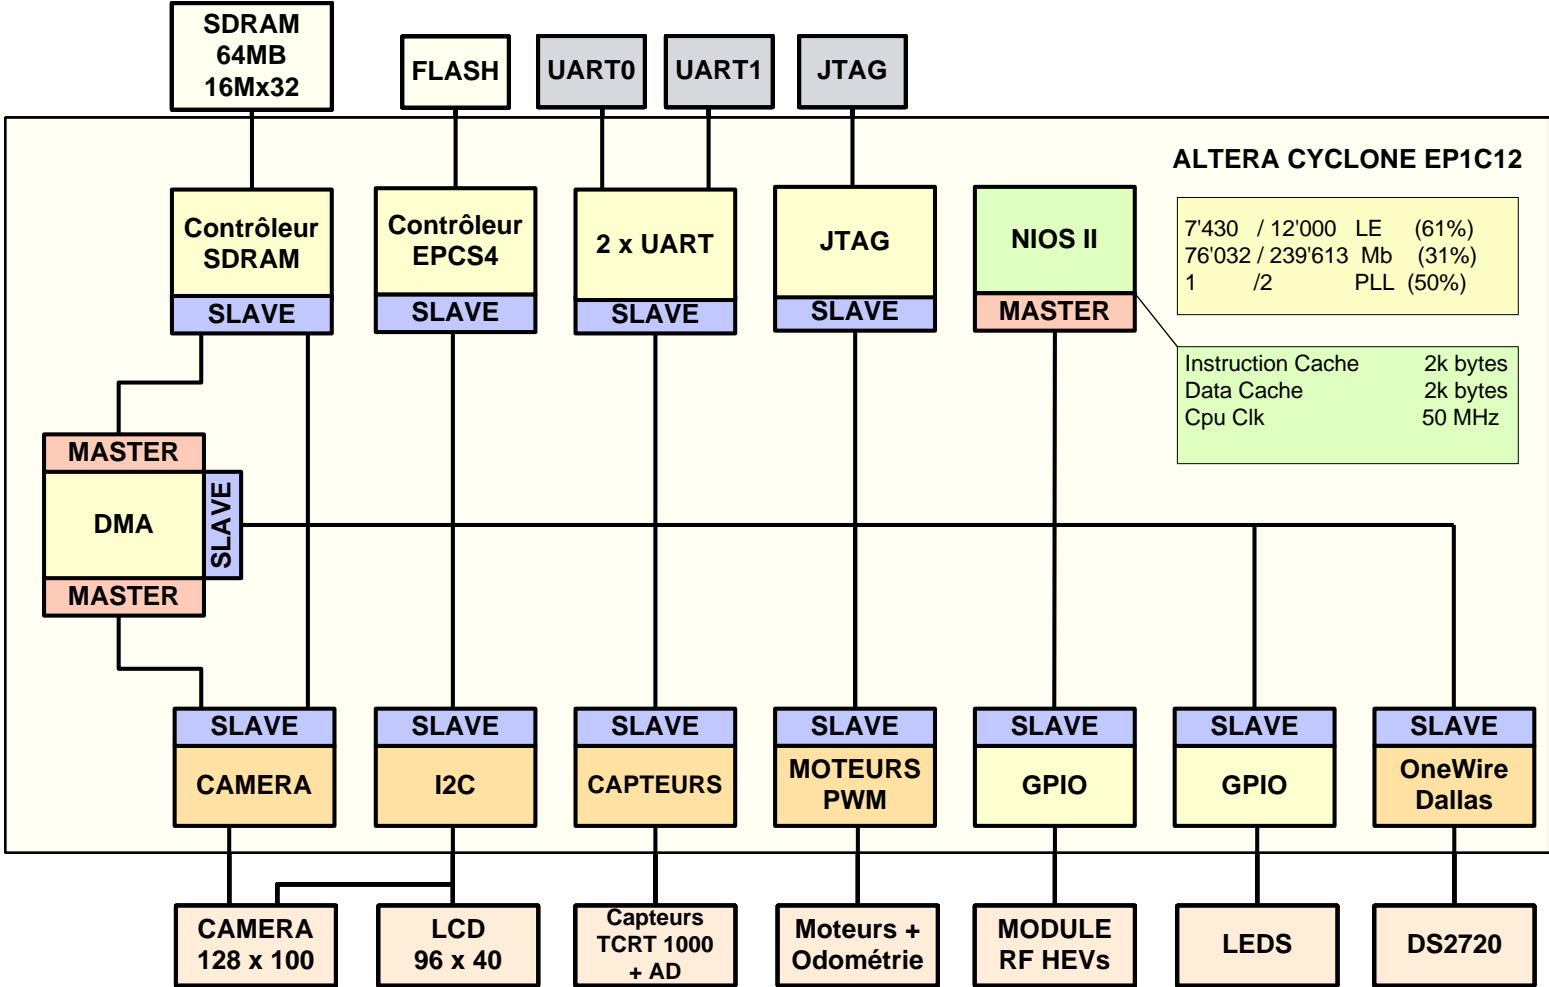 SDRAM
64MB
16Mx32
FLASH
UART0
UART1
JTAG
ALTERA CYCLONE EP1C12
Contrôleur
SDRAM
SLAVE
Contrôleur
EPCS4
SLAVE
2 x UART
SLAVE
JTAG
SLAVE
NIOS II
MASTER
7'430 / 12'000 LE (61%)
76'032 / 239'613 Mb (31%)
1 /2 PLL (50%)
Instruction Cache 2k bytes
Data Cache 2k bytes
Cpu Clk 50 MHz
MASTER
DMA
SLAVE
MASTER
SLAVE
CAMERA
SLAVE
I2C
SLAVE
CAPTEURS
SLAVE
MOTEURS
PWM
SLAVE
GPIO
SLAVE
GPIO
SLAVE
OneWire
Dallas
CAMERA
128 x 100
LCD
96 x 40
Capteurs
TCRT 1000
+ AD
Moteurs +
Odométrie
MODULE
RF HEVs
LEDS
DS2720